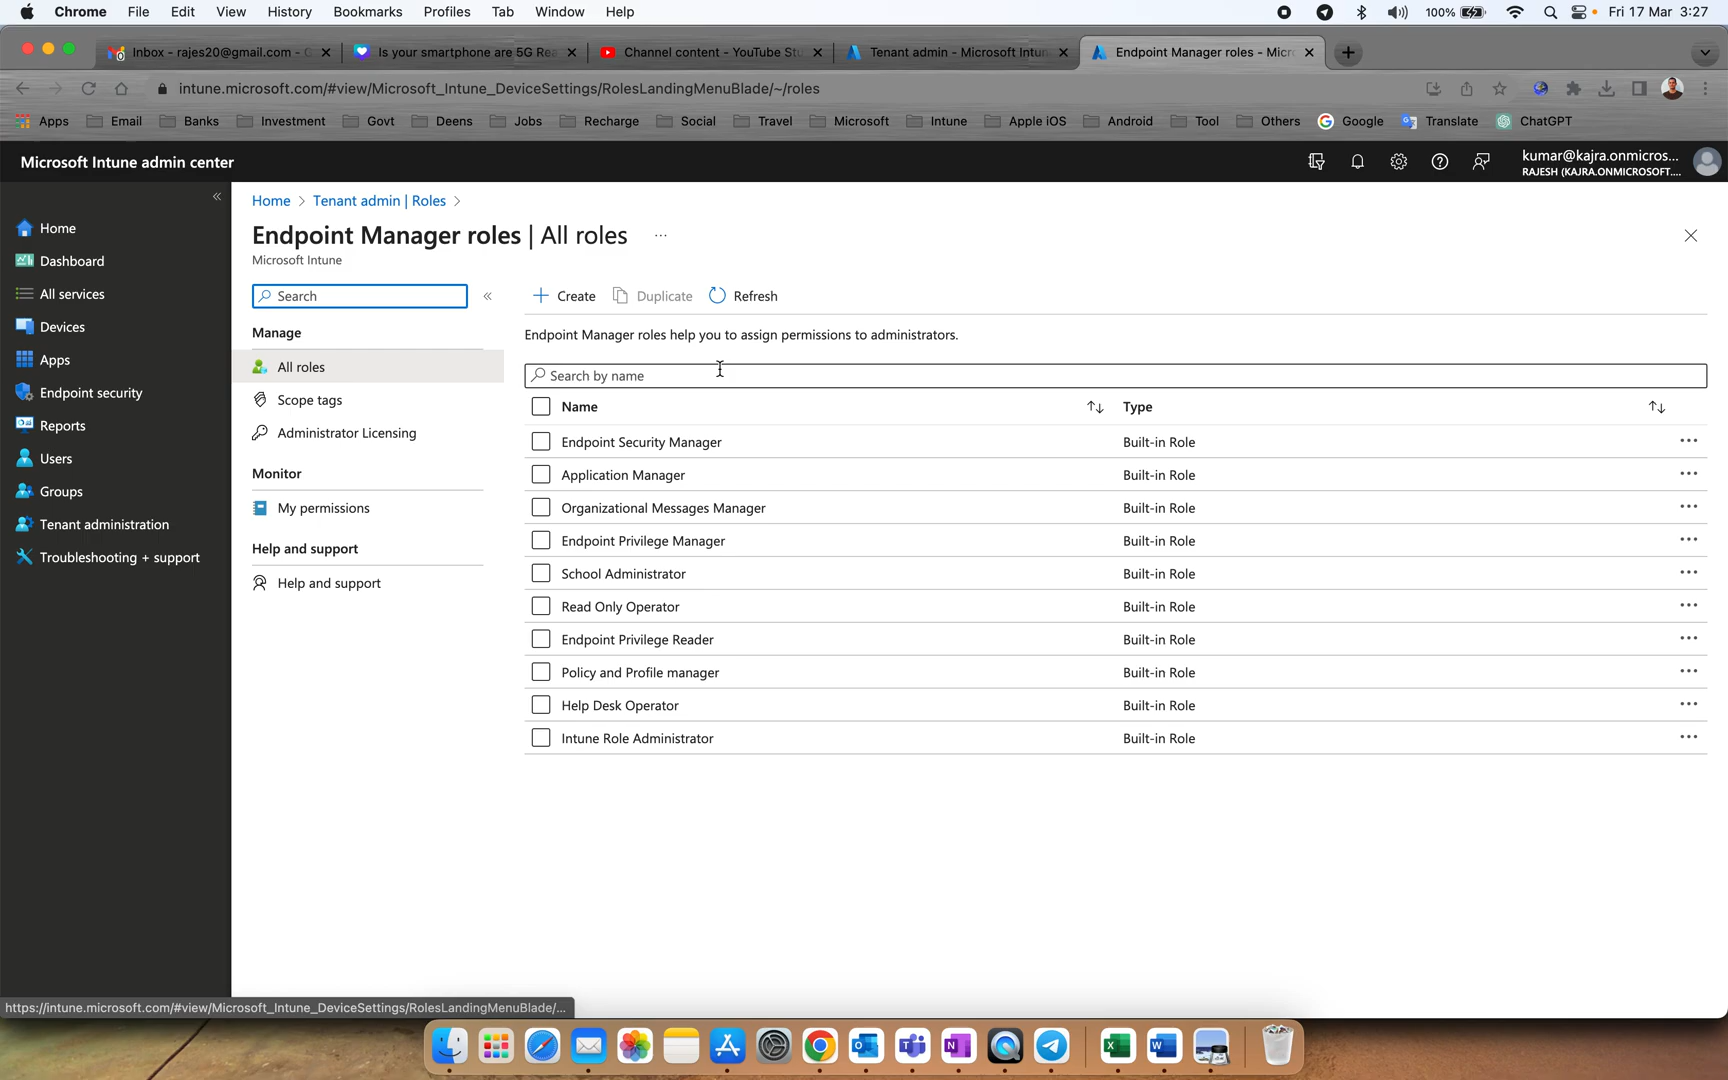 Chrome File Edit View History Bookmarks Profiles Tab Window Help 100% Fri 17 Mar 3:27
Inbox - rajes20@gmail.com - G Is your smartphone are 5G Rea Channel content - YouTube Stu Tenant admin - Microsoft Intun Endpoint Manager roles - Micro
intune.microsoft.com/#view/Microsoft_Intune_DeviceSettings/RolesLandingMenuBlade/~/roles
Apps Email Banks Investment Govt Deens Jobs Recharge Social Travel Microsoft Intune Apple iOS Android Tool Others Google Translate ChatGPT
Microsoft Intune admin center
kumar@kajra.onmicros...
RAJESH (KAJRA.ONMICROSOFT....
Home
Dashboard
All services
Devices
Apps
Endpoint security
Reports
Users
Groups
Tenant administration
Troubleshooting + support
Home > Tenant admin | Roles >
Endpoint Manager roles | All roles ...
Microsoft Intune
Search
Manage
All roles
Scope tags
Administrator Licensing
Monitor
My permissions
Help and support
Help and support
Create Duplicate Refresh
Endpoint Manager roles help you to assign permissions to administrators.
Search by name
Name Type
Endpoint Security Manager Built-in Role
Application Manager Built-in Role
Organizational Messages Manager Built-in Role
Endpoint Privilege Manager Built-in Role
School Administrator Built-in Role
Read Only Operator Built-in Role
Endpoint Privilege Reader Built-in Role
Policy and Profile manager Built-in Role
Help Desk Operator Built-in Role
Intune Role Administrator Built-in Role
https://intune.microsoft.com/#view/Microsoft_Intune_DeviceSettings/RolesLandingMenuBlade/...